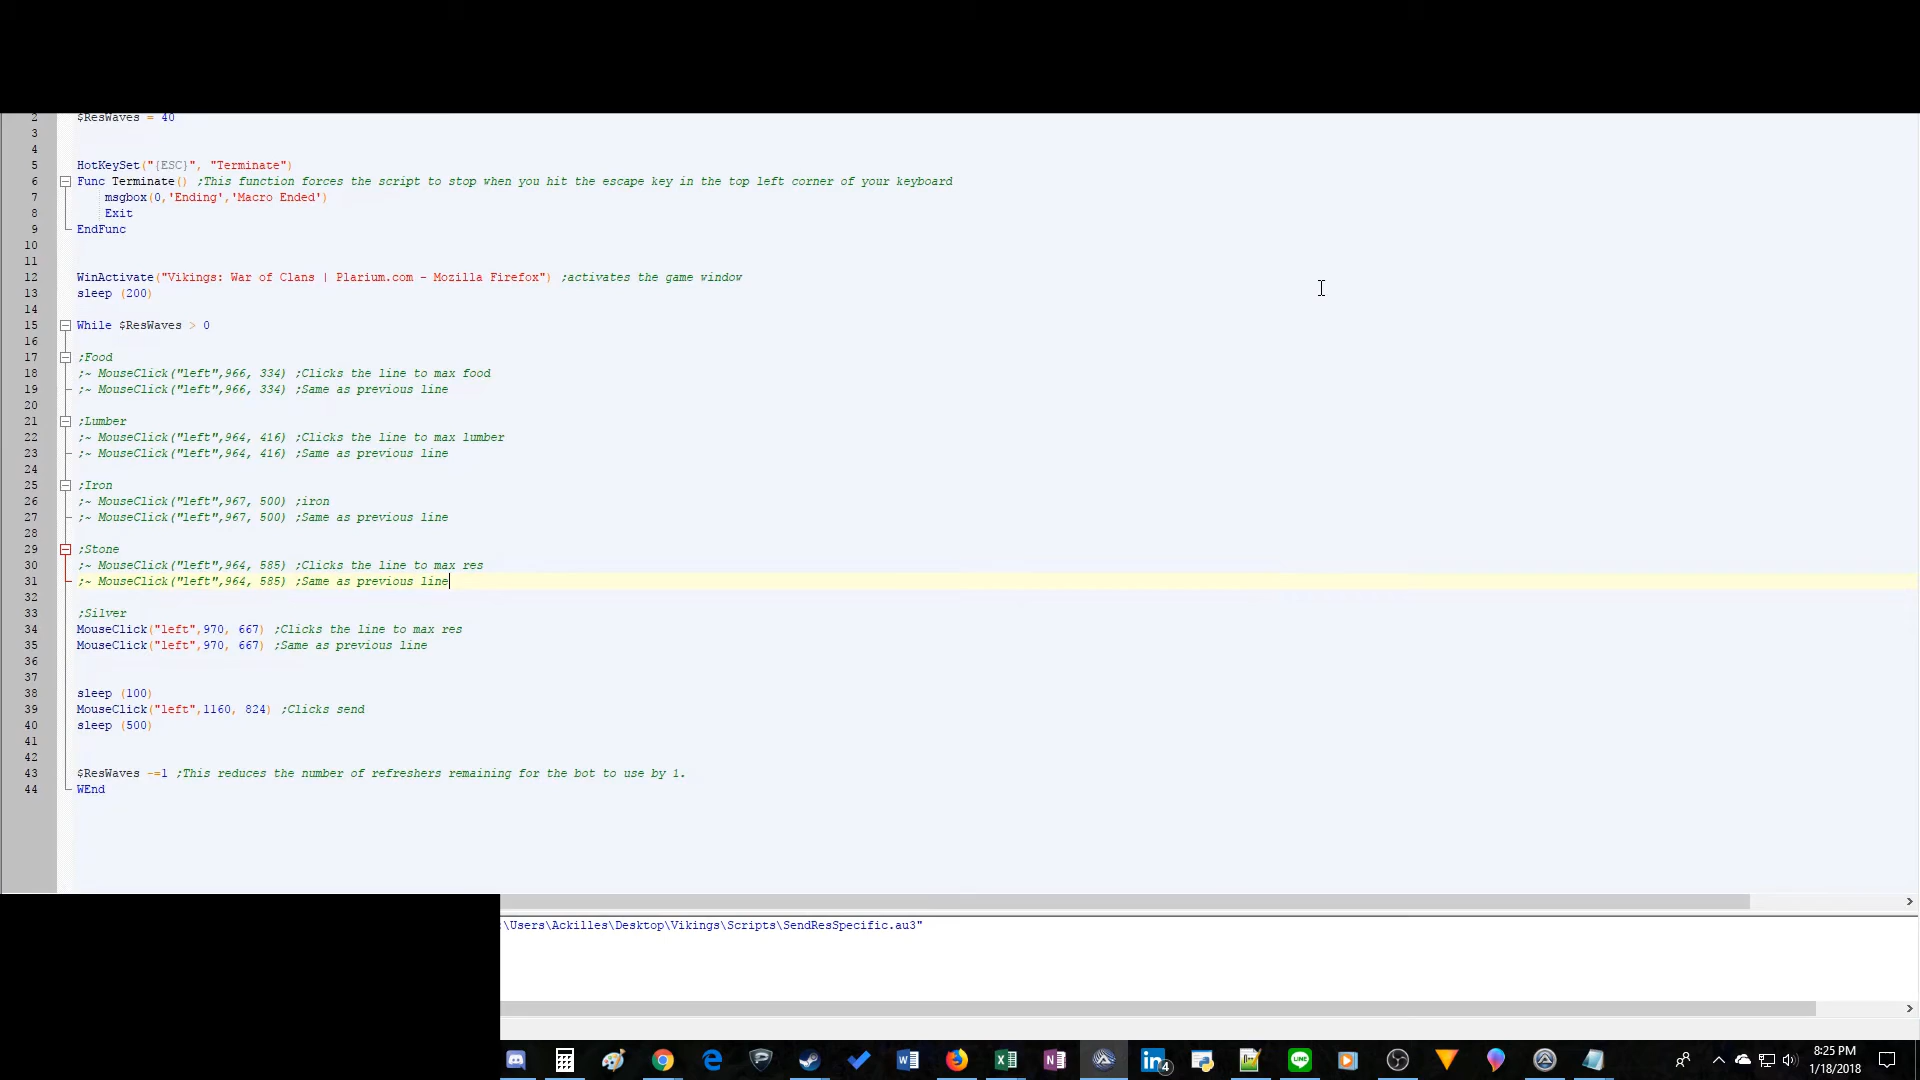 2 $ResWaves = 40
3
4
5 HotKeySet("{ESC}", "Terminate")
6 Func Terminate() ;This function forces the script to stop when you hit the escape key in the top left corner of your keyboard
7 msgbox(0,'Ending','Macro Ended')
8 Exit
9 EndFunc
10
11
12 WinActivate("Vikings: War of Clans | Plarium.com - Mozilla Firefox") ;activates the game window
13 sleep (200)
14
15 While $ResWaves > 0
16
17 ;Food
18 ;~ MouseClick("left",966, 334) ;Clicks the line to max food
19 ;~ MouseClick("left",966, 334) ;Same as previous line
20
21 ;Lumber
22 ;~ MouseClick("left",964, 416) ;Clicks the line to max lumber
23 ;~ MouseClick("left",964, 416) ;Same as previous line
24
25 ;Iron
26 ;~ MouseClick("left",967, 500) ;iron
27 ;~ MouseClick("left",967, 500) ;Same as previous line
28
29 ;Stone
30 ;~ MouseClick("left",964, 585) ;Clicks the line to max res
31 ;~ MouseClick("left",964, 585) ;Same as previous line
32
33 ;Silver
34 MouseClick("left",970, 667) ;Clicks the line to max res
35 MouseClick("left",970, 667) ;Same as previous line
36
37
38 sleep (100)
39 MouseClick("left",1160, 824) ;Clicks send
40 sleep (500)
41
42
43 $ResWaves -=1 ;This reduces the number of refreshers remaining for the bot to use by 1.
44 WEnd
:\Users\Ackilles\Desktop\Vikings\Scripts\SendResSpecific.au3"
8:25 PM
1/18/2018